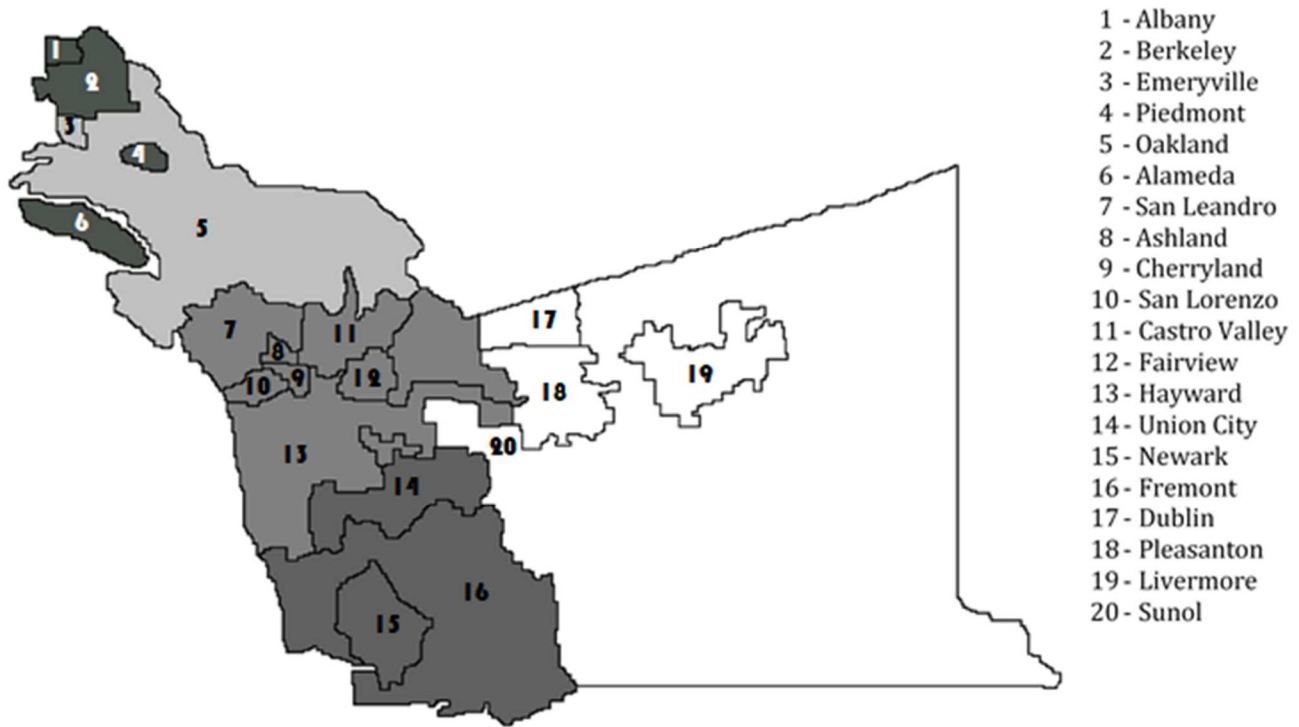 1 - Albany
2 - Berkeley
3 - Emeryville
4 - Piedmont
5 - Oakland
6 - Alameda
7 - San Leandro
8 - Ashland
9 - Cherryland
10 - San Lorenzo
11 - Castro Valley
12 - Fairview
13 - Hayward
14 - Union City
15 - Newark
16 - Fremont
17 - Dublin
18 - Pleasanton
19 - Livermore
20 - Sunol
1
2
3
4
6
5
7
11
17
8
9
12
10
18
19
20
13
14
16
15